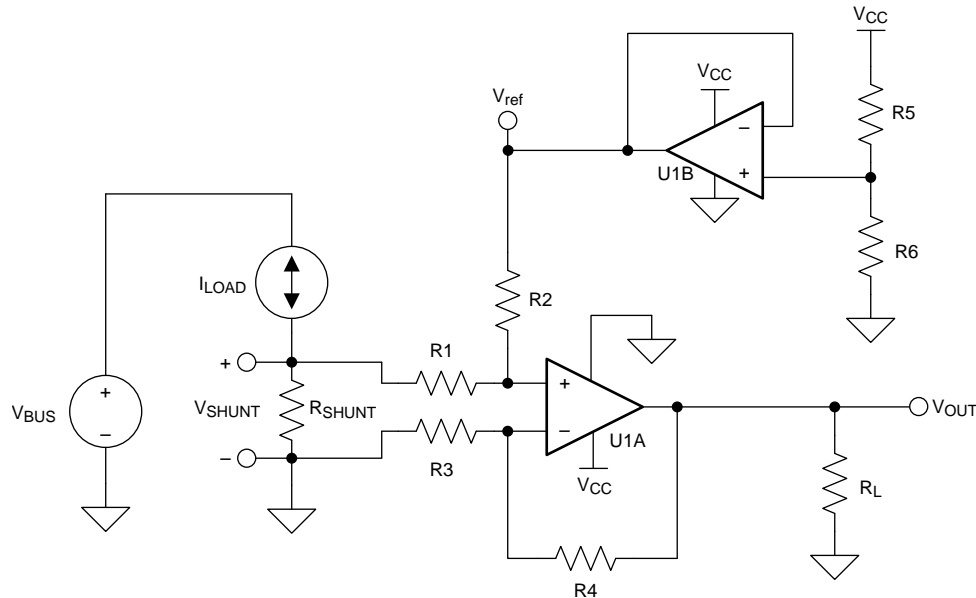 VCC
VCC
Vref
R5
−
+
U1B
R6
ILOAD
R2
+
R1
+
+
VBUS
−
VSHUNT
RSHUNT
−
−
R3
U1A
VOUT
VCC
RL
R4